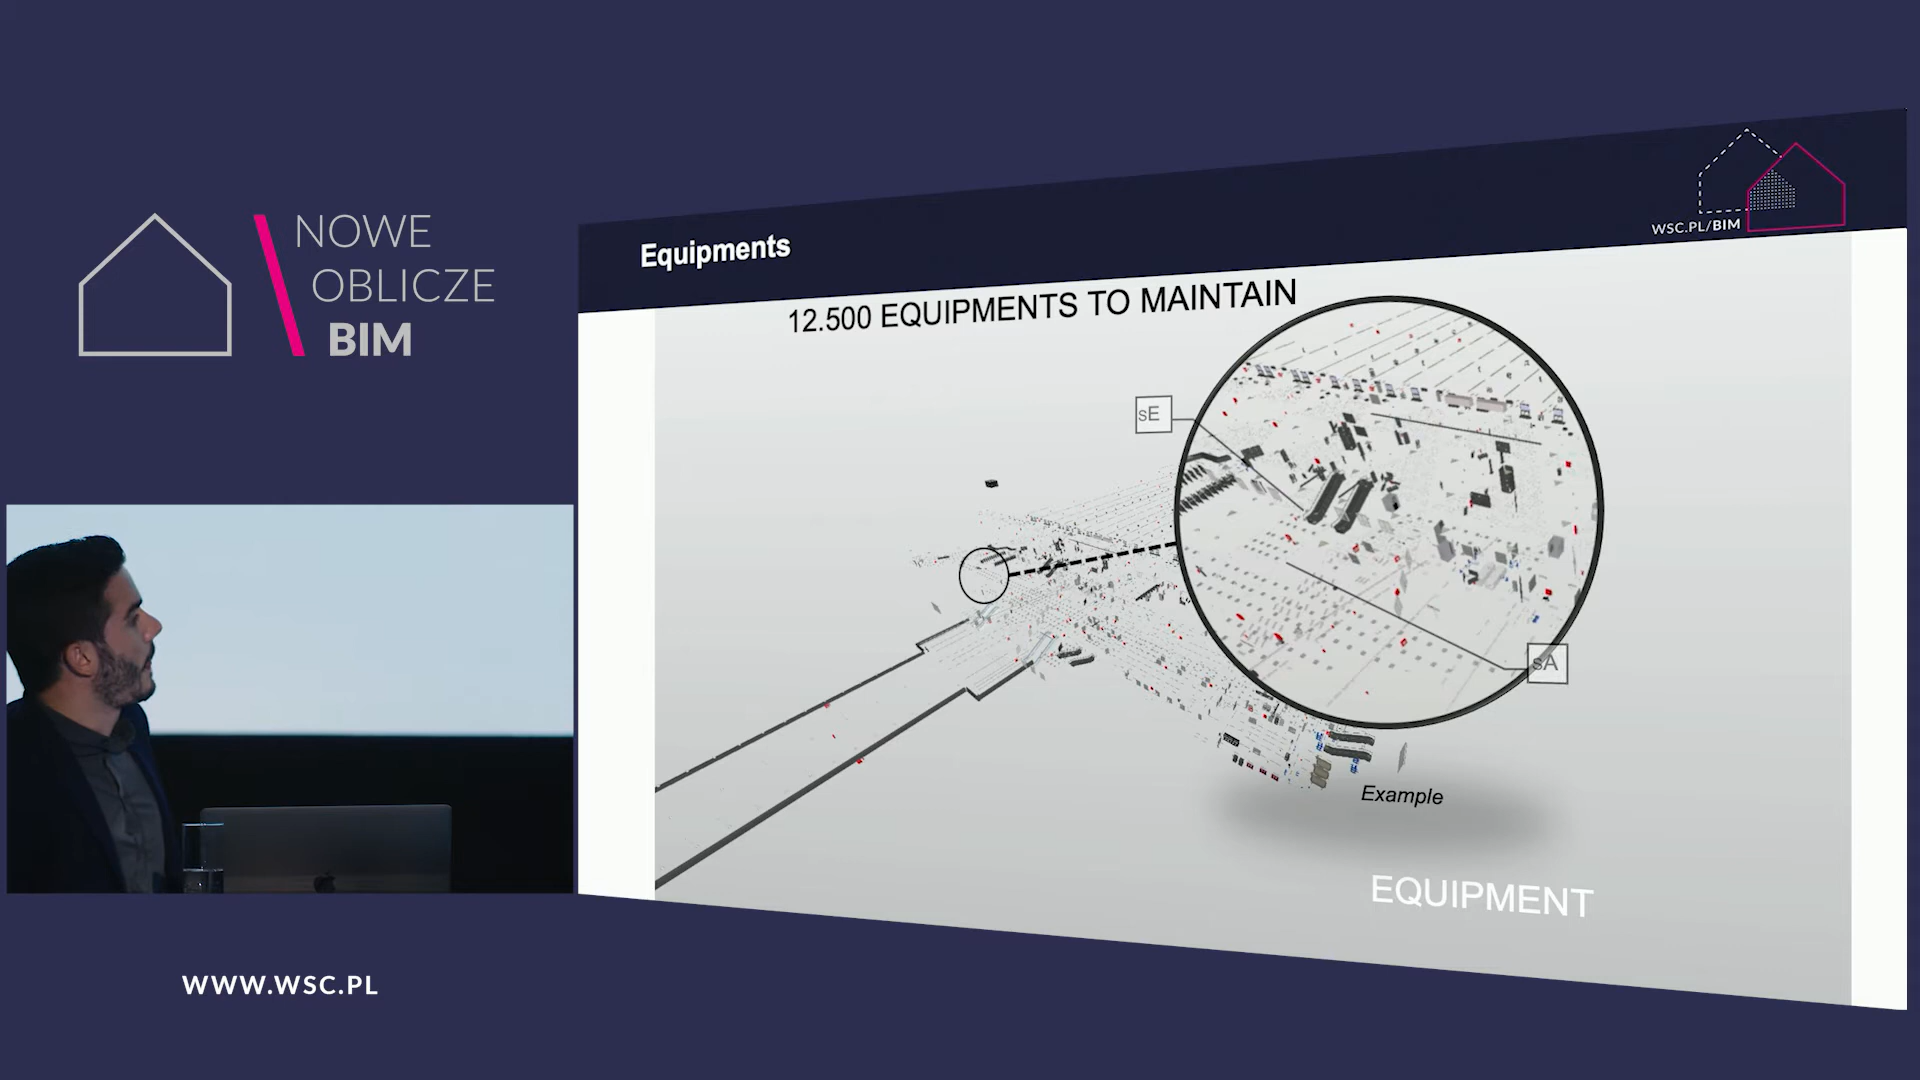 NOWE
OBLICZE
BIM
WWW.WSC.PL
WSC.PL/BIM
Equipments
12.500 EQUIPMENTS TO MAINTAIN
sE
sA
Example
EQUIPMENT